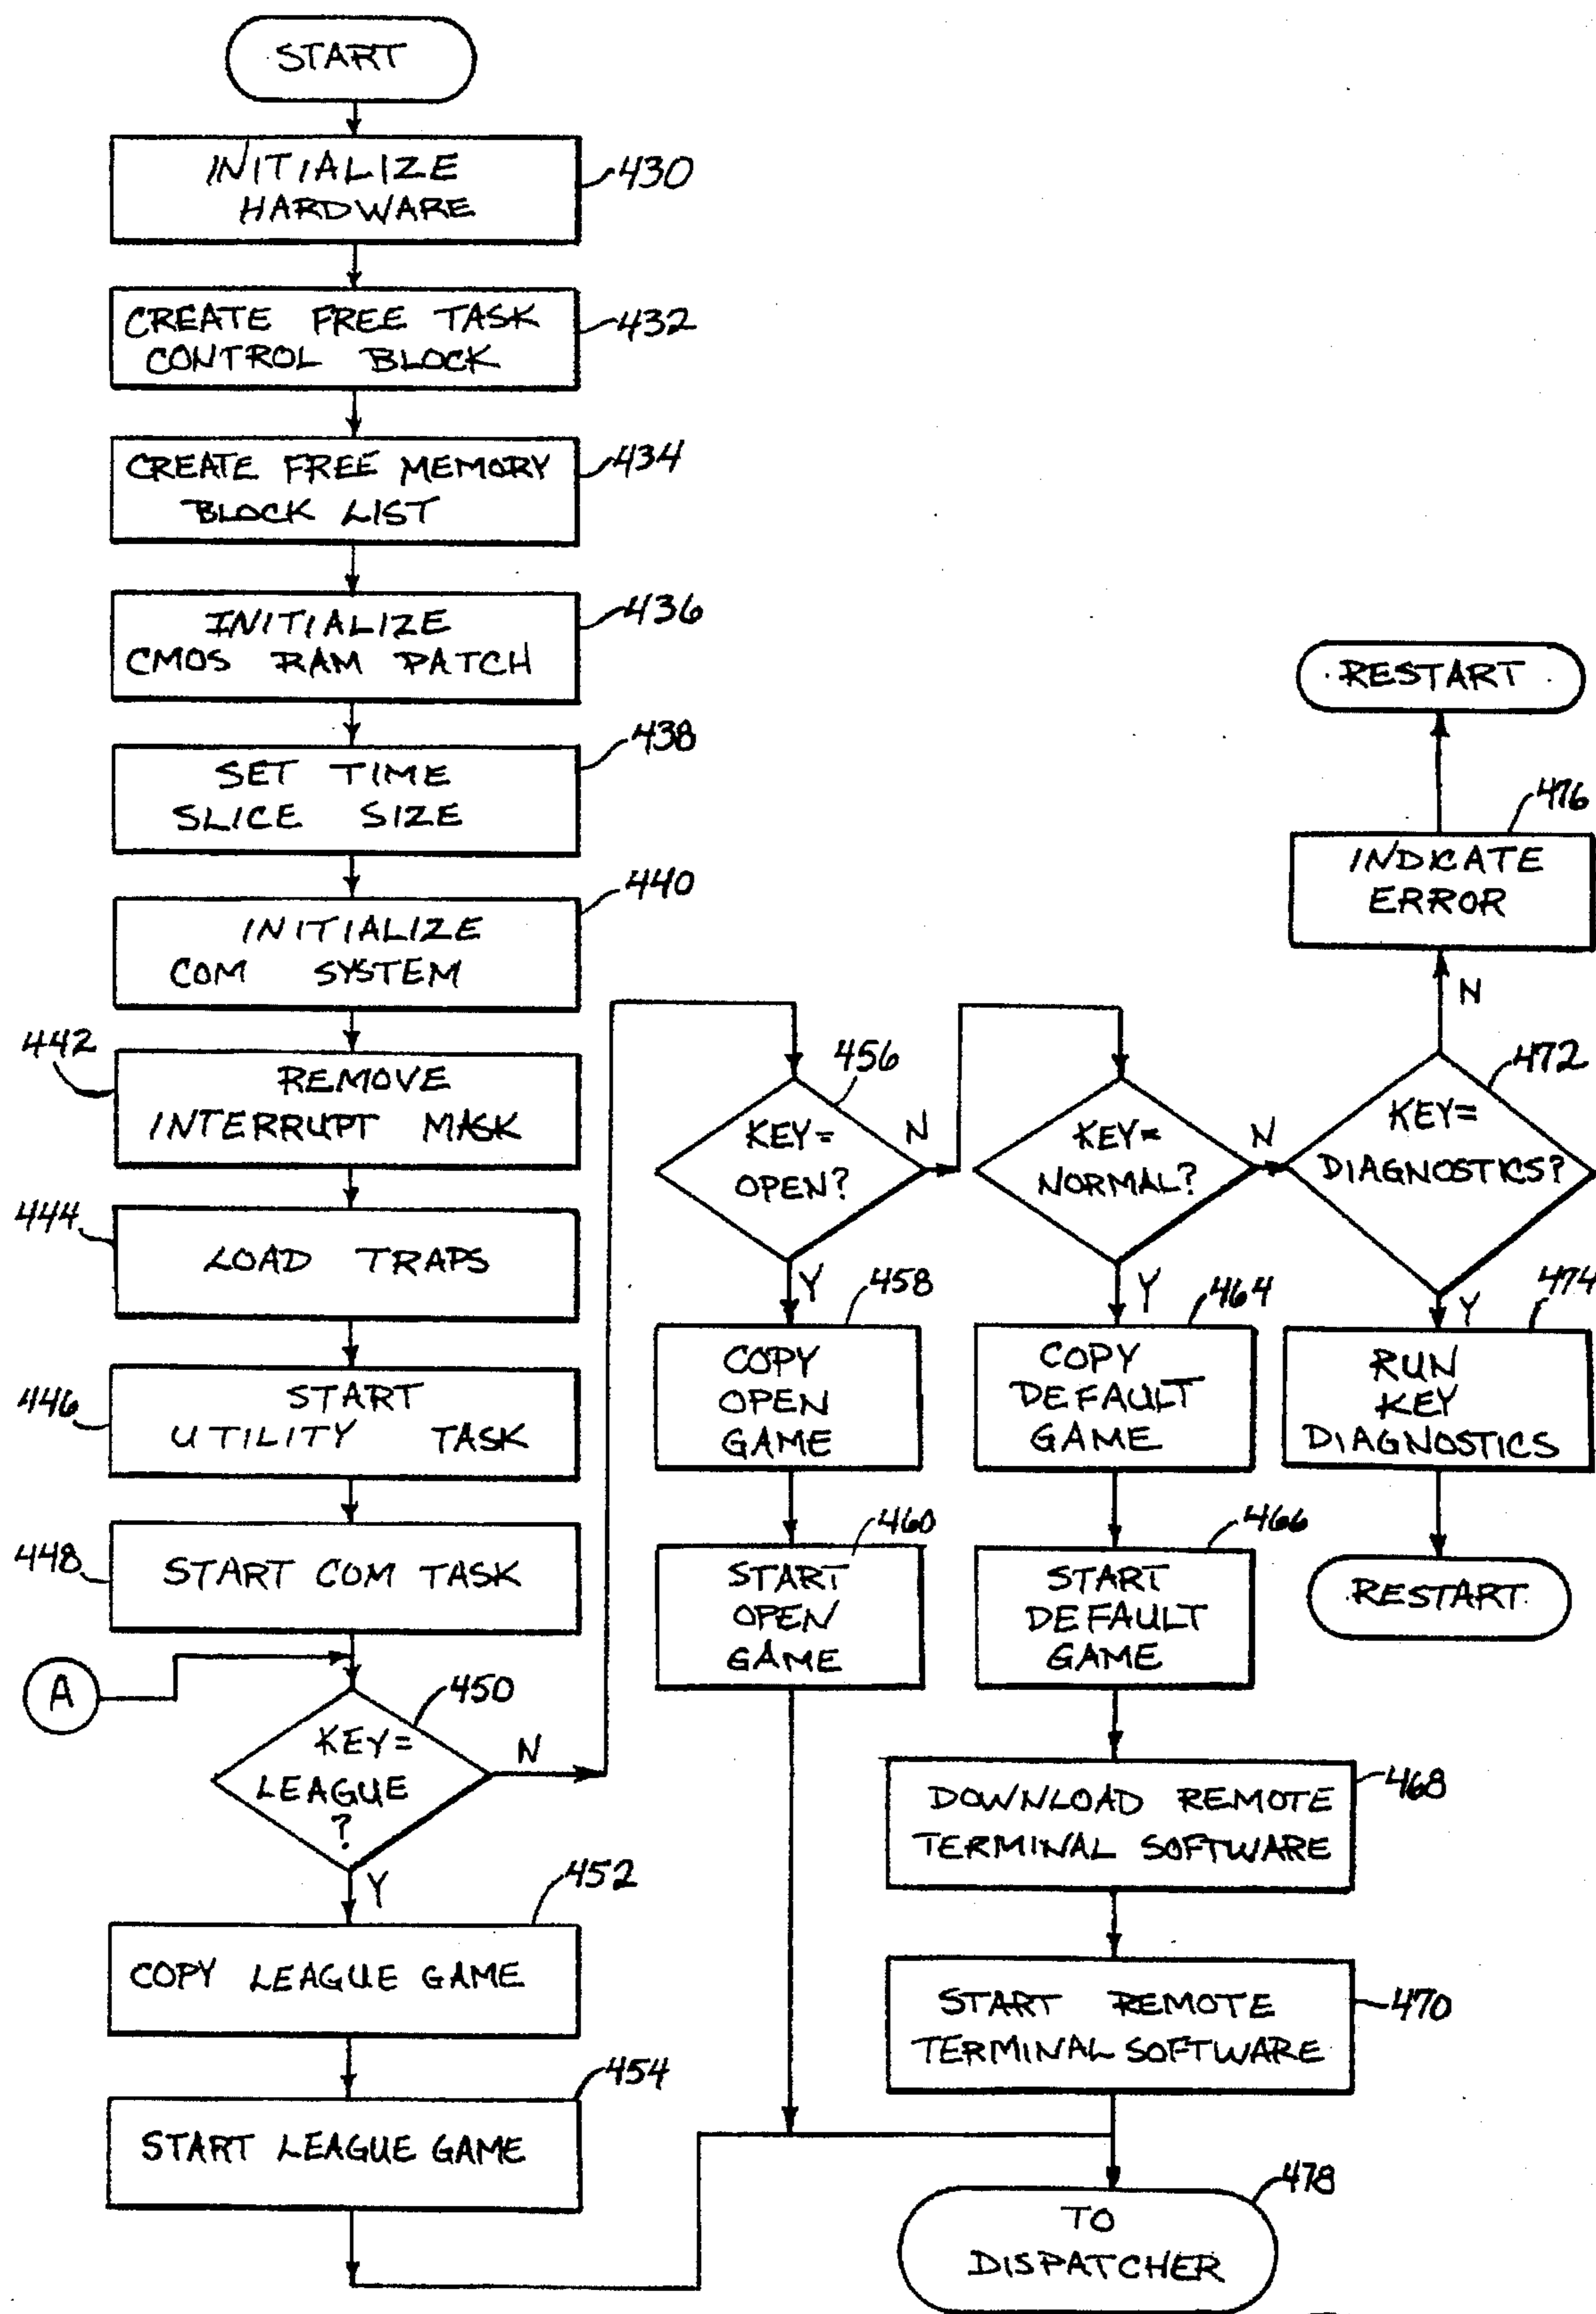 START
INITIALIZE
HARDWARE
430
CREATE FREE TASK
CONTROL BLOCK
432
CREATE FREE MEMORY
BLOCK LIST
434
INITIALIZE
CMOS RAM PATCH
436
SET TIME
SLICE SIZE
438
INITIALIZE
COM SYSTEM
440
442
REMOVE
INTERRUPT MASK
444
LOAD TRAPS
446
START
UTILITY TASK
448
START COM TASK
A
450
KEY=
LEAGUE
?
N
Y
452
COPY LEAGUE GAME
454
START LEAGUE GAME
456
KEY=
OPEN?
N
Y
458
COPY
OPEN
GAME
460
START
OPEN
GAME
KEY=
NORMAL?
N
Y
464
COPY
DEFAULT
GAME
466
START
DEFAULT
GAME
468
DOWNLOAD REMOTE
TERMINAL SOFTWARE
470
START REMOTE
TERMINAL SOFTWARE
478
TO
DISPATCHER
RESTART
476
INDICATE
ERROR
N
472
KEY=
DIAGNOSTICS?
Y
474
RUN
KEY
DIAGNOSTICS
RESTART